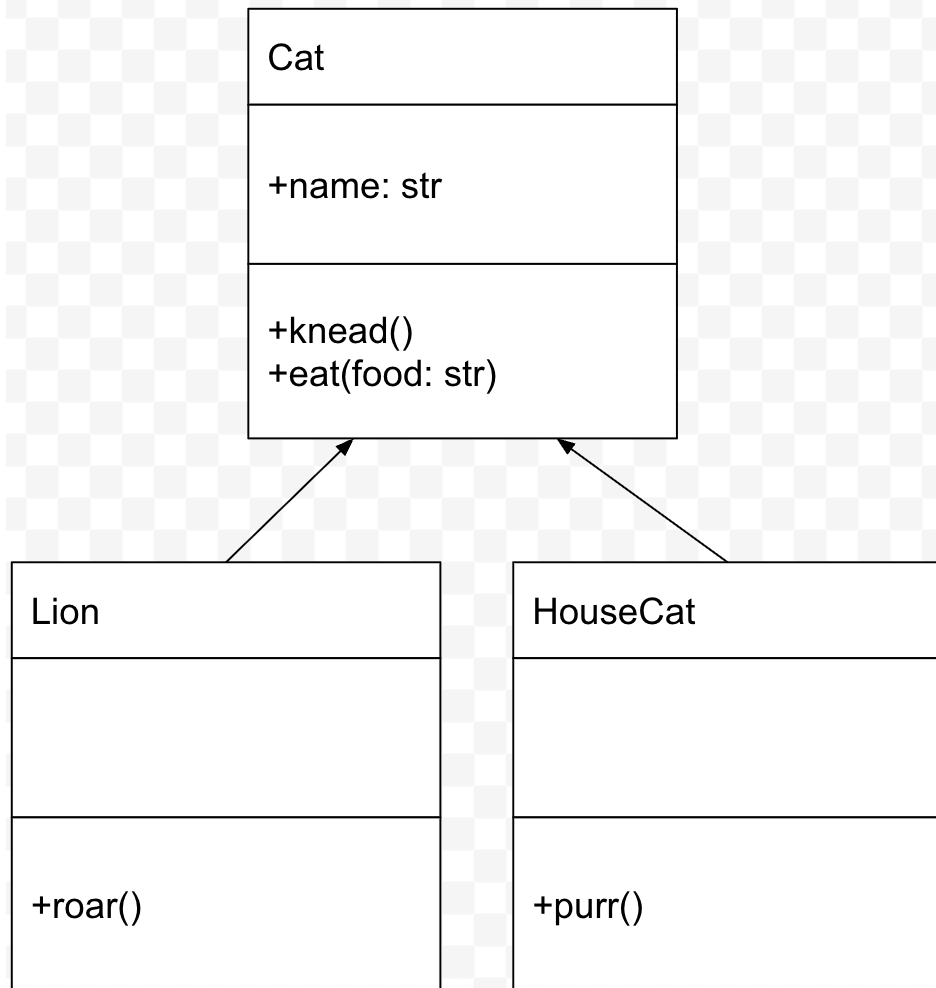 Cat
+name: str
+knead()
+eat(food: str)
Lion
+roar()
HouseCat
+purr()